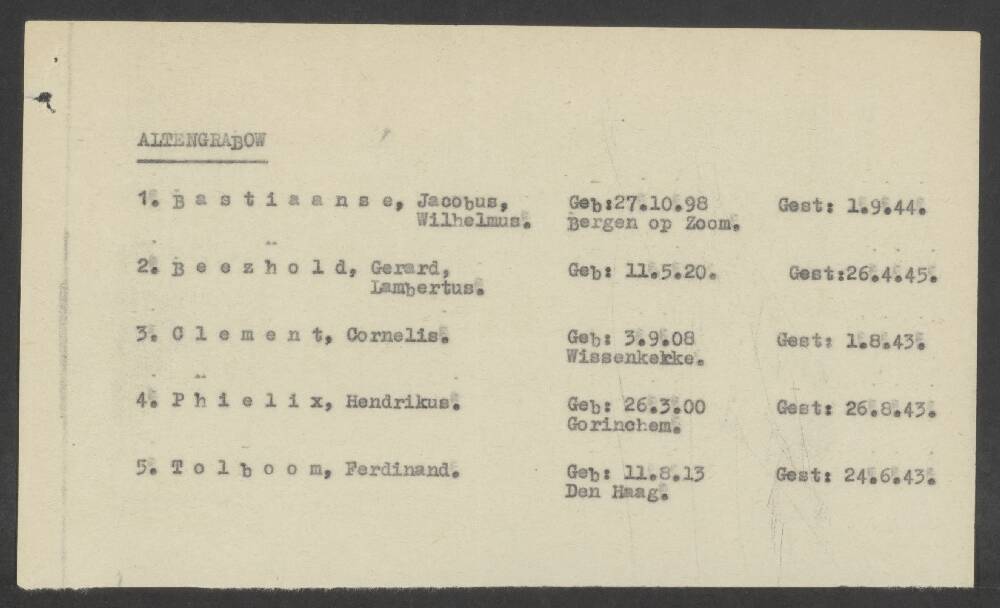 ALTENGRABOW
1. B a s t i a a n s e, Jacobus, Geb:27.10.98 Gest: 1.9.44.
Wilhelmus. Bergen op Zoom.
2. B e e z h o l d, Gerard, Geb: 11.5.20. Gest:26.4.45.
Lambertus.
3. C l e m e n t, Cornelis. Geb: 3.9.08 Gest: 1.8.43.
Wissenkekke.
4. P h i e l i x, Hendrikus. Geb: 26.3.00 Gest: 26.8.43.
Gorinchem.
5. T o l b o o m, Ferdinand. Geb: 11.8.13 Gest: 24.6.43.
Den Haag.